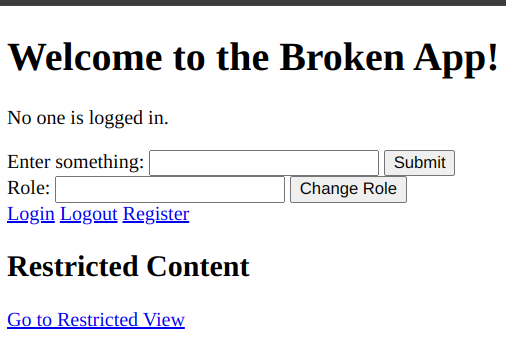 Welcome to the Broken App!
No one is logged in.
Enter something: Submit
Role: Change Role
Login Logout Register
Restricted Content
Go to Restricted View